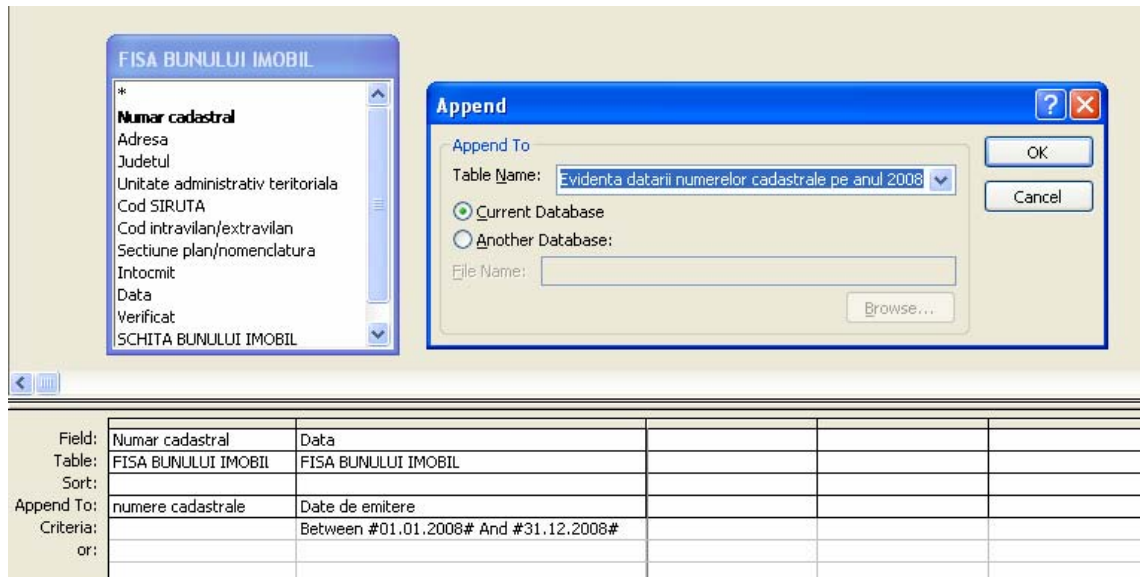 FISA BUNULUI IMOBIL
*
Numar cadastral
Adresa
Judetul
Unitate administrativ teritoriala
Cod SIRUTA
Cod intravilan/extravilan
Sectiune plan/nomenclatura
Intocmit
Data
Verificat
SCHITA BUNULUI IMOBIL
Append
Append To
Table Name: Evidenta datarii numerelor cadastrale pe anul 2008
Current Database
Another Database:
File Name:
Browse...
OK
Cancel
Field: Numar cadastral Data
Table: FISA BUNULUI IMOBIL FISA BUNULUI IMOBIL
Sort:
Append To: numere cadastrale Date de emitere
Criteria: Between #01.01.2008# And #31.12.2008#
or: